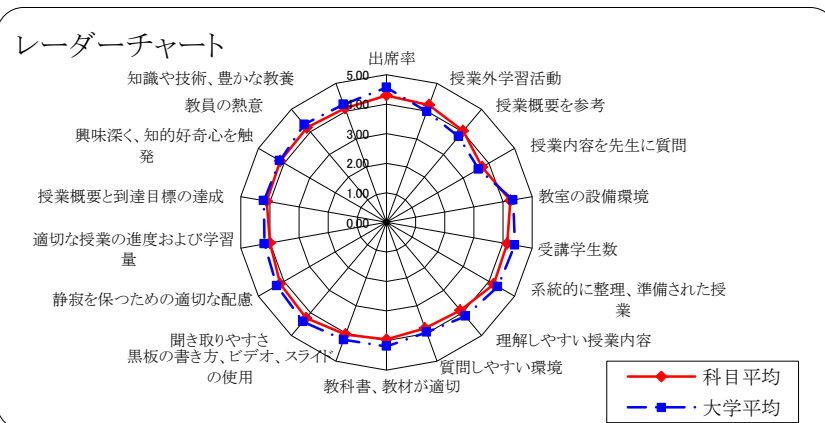 レーダーチャート
出席率
授業外学習活動
授業概要を参考
授業内容を先生に質問
教室の設備環境
受講学生数
系統的に整理、準備された授
業
理解しやすい授業内容
質問しやすい環境
教科書、教材が適切
黒板の書き方、ビデオ、スライド
の使用
聞き取りやすさ
静寂を保つための適切な配慮
適切な授業の進度および学習
量
授業概要と到達目標の達成
興味深く、知的好奇心を触
発
教員の熱意
知識や技術、豊かな教養
5.00
4.00
3.00
2.00
1.00
0.00
科目平均
大学平均